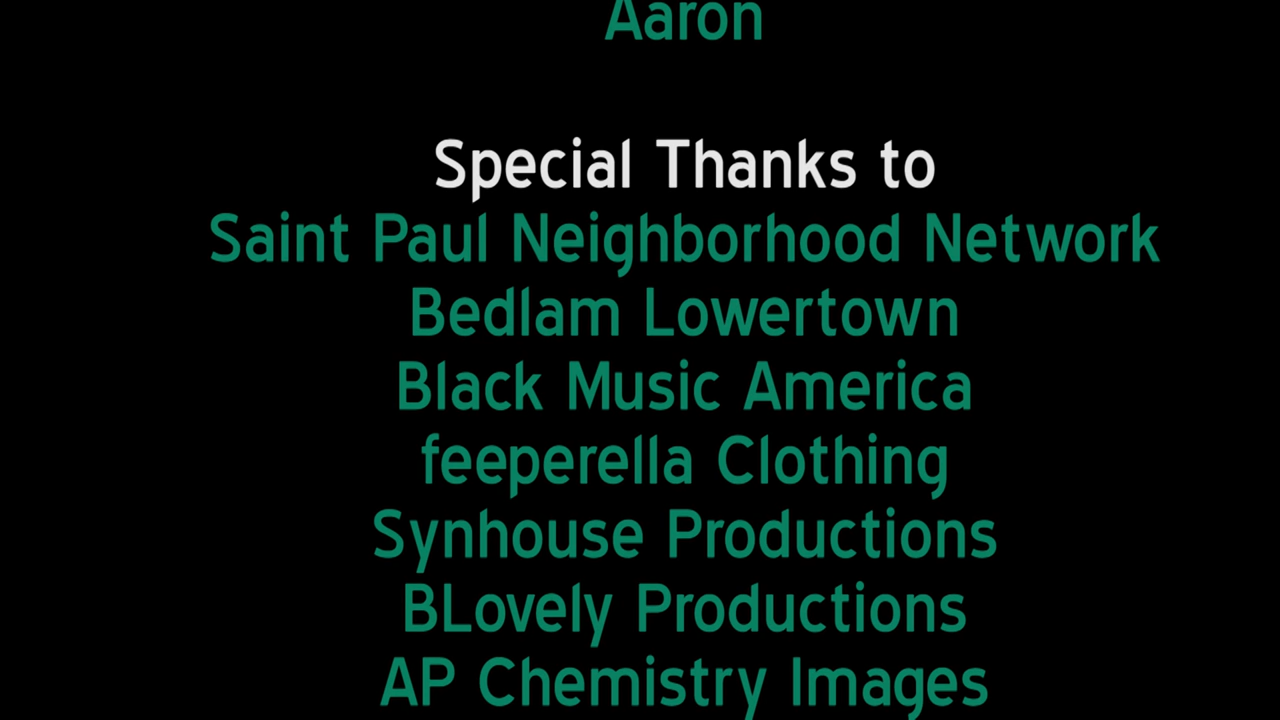 Aaron
Special Thanks to
Saint Paul Neighborhood Network
Bedlam Lowertown
Black Music America
feeperella Clothing
Synhouse Productions
BLovely Productions
AP Chemistry Images